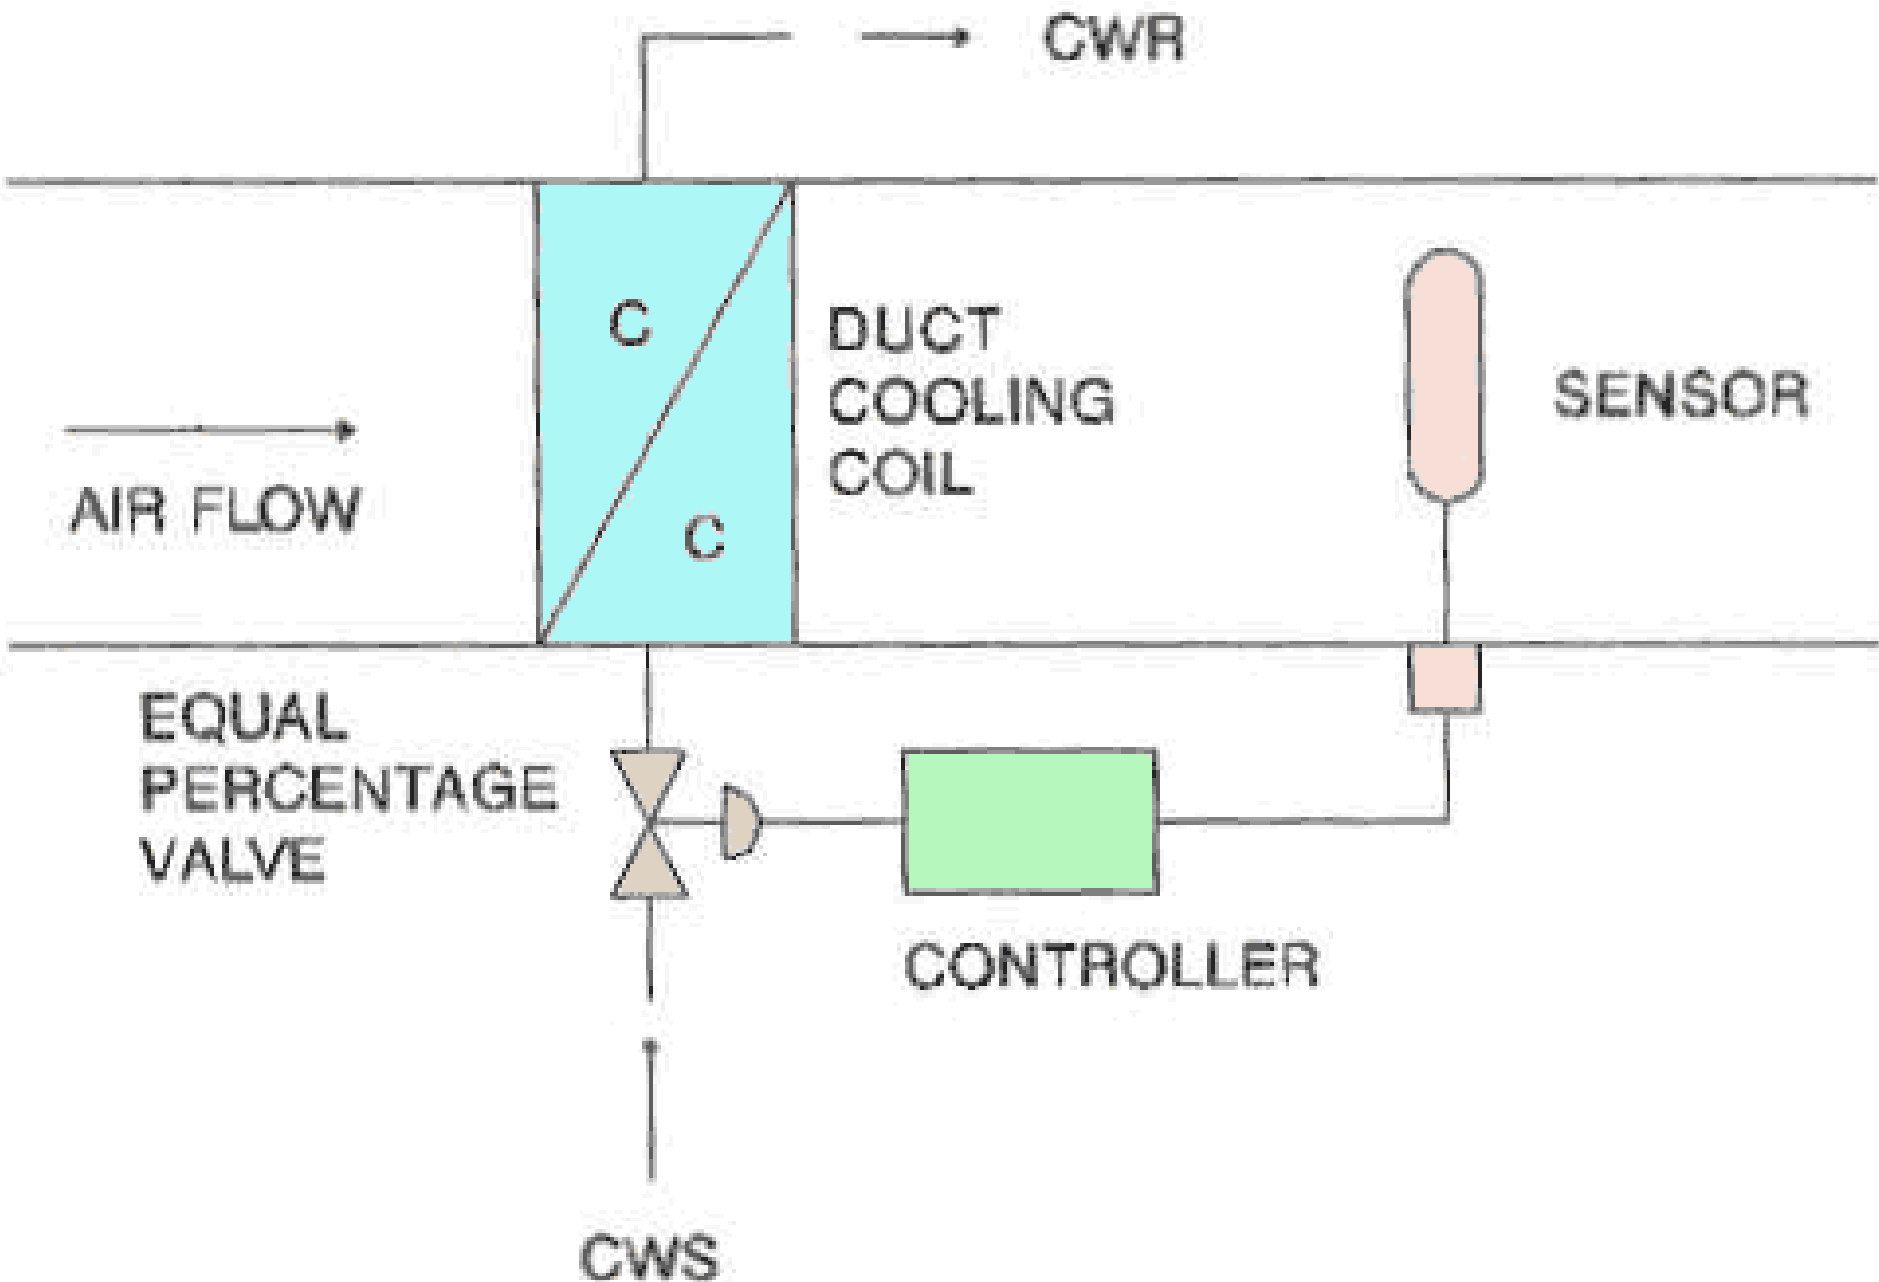 CWR
C
DUCT
COOLING
COIL
SENSOR
AIR FLOW
C
EQUAL
PERCENTAGE
VALVE
CONTROLLER
CWS